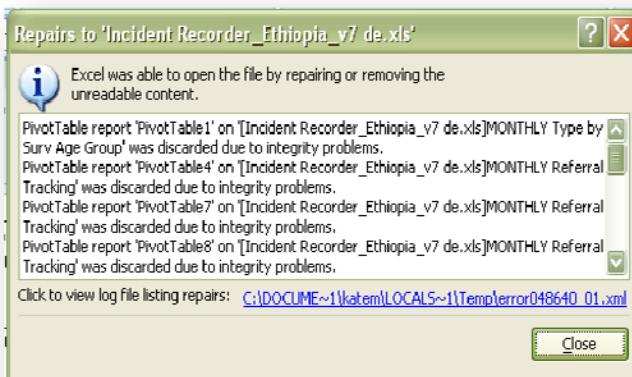 Repairs to 'Incident Recorder_Ethiopia_v7 de.xls'
Excel was able to open the file by repairing or removing the
unreadable content.
PivotTable report 'PivotTable1' on '[Incident Recorder_Ethiopia_v7 de.xls]MONTHLY Type by
Surv Age Group' was discarded due to integrity problems.
PivotTable report 'PivotTable4' on '[Incident Recorder_Ethiopia_v7 de.xls]MONTHLY Referral
Tracking' was discarded due to integrity problems.
PivotTable report 'PivotTable7' on '[Incident Recorder_Ethiopia_v7 de.xls]MONTHLY Referral
Tracking' was discarded due to integrity problems.
PivotTable report 'PivotTable8' on '[Incident Recorder_Ethiopia_v7 de.xls]MONTHLY Referral
Tracking' was discarded due to integrity problems.
Click to view log file listing repairs: C:\DOCUME~1\katem\LOCALS~1\Temp\error048640_01.xml
Close